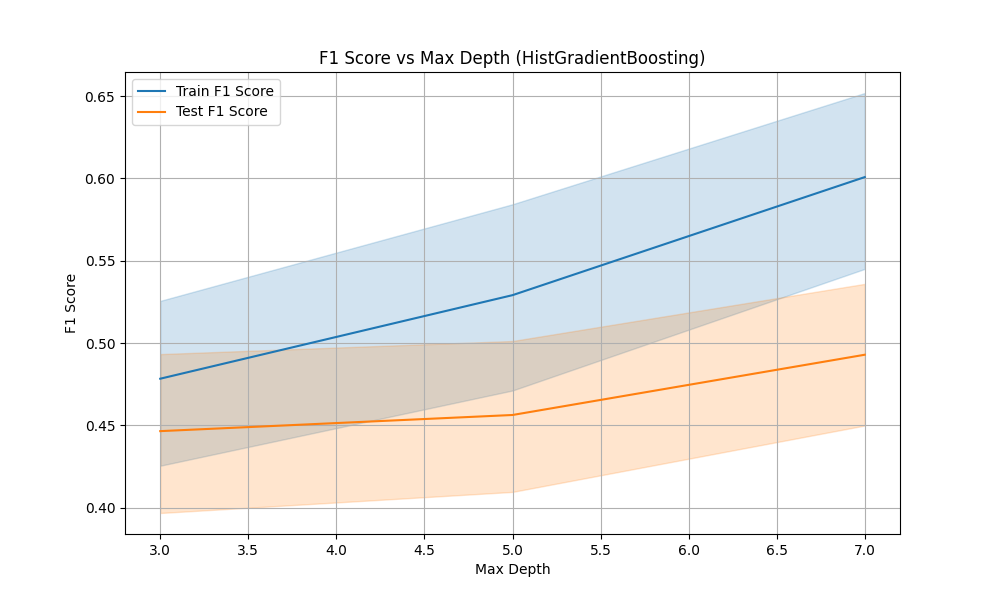 F1 Score vs Max Depth (HistGradientBoosting)
Train F1 Score
Test F1 Score
0.65
0.60
0.55
0.50
0.45
0.40
F1 Score
3.0 3.5 4.0 4.5 5.0 5.5 6.0 6.5 7.0
Max Depth